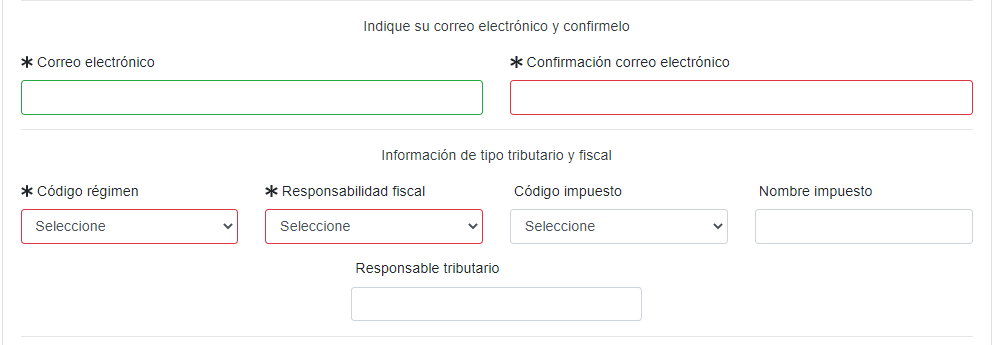 Indique su correo electrónico y confirmelo
* Correo electrónico
* Confirmación correo electrónico
Información de tipo tributario y fiscal
* Código régimen
* Responsabilidad fiscal
Código impuesto
Nombre impuesto
Seleccione
Seleccione
Seleccione
Responsable tributario